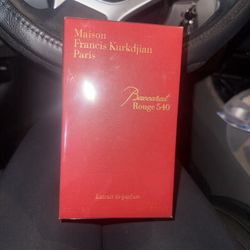 Maison
Francis Kurkdjian
Paris
Baccarat
Rouge 540
Extrait de parfum